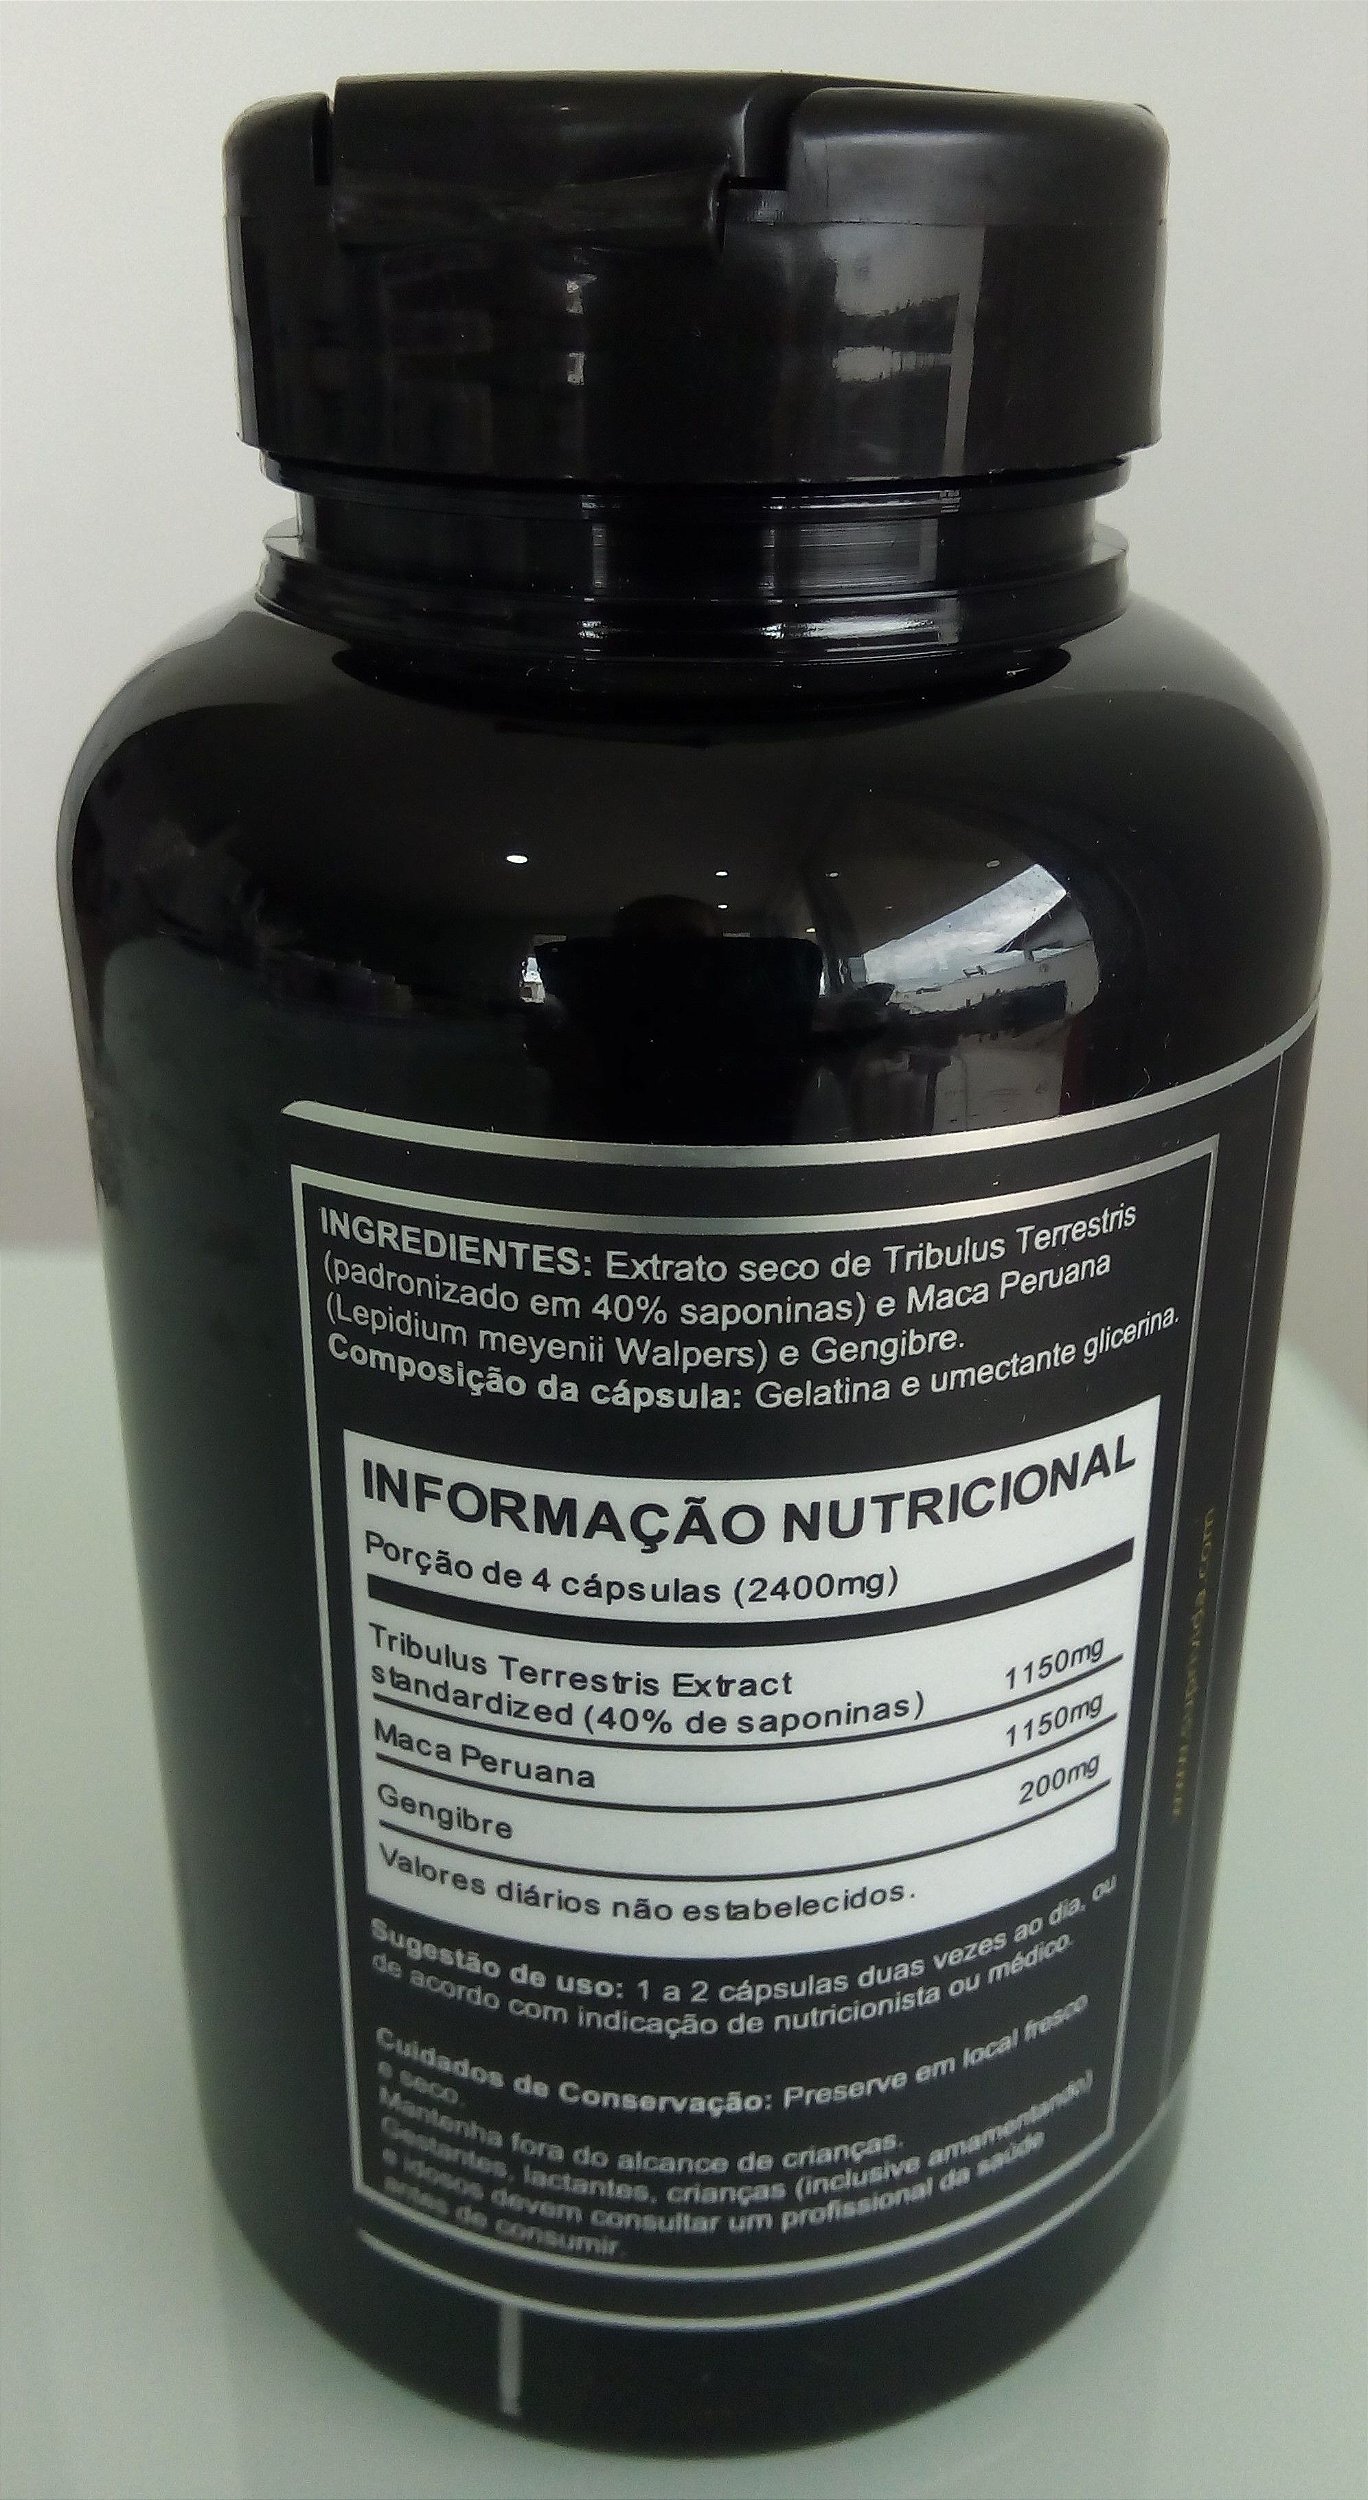 INGREDIENTES: Extrato seco de Tribulus Terrestris
(padronizado em 40% saponinas) e Maca Peruana
(Lepidium meyenii Walpers) e Gengibre.
Composição da cápsula: Gelatina e umectante glicerina.
INFORMAÇÃO NUTRICIONAL
Porção de 4 cápsulas (2400mg)
Tribulus Terrestris Extract
standardized (40% de saponinas) 1150mg
Maca Peruana 1150mg
Gengibre 200mg
Valores diários não estabelecidos.
Sugestão de uso: 1 a 2 cápsulas duas vezes ao dia, ou
de acordo com indicação de nutricionista ou médico.
Cuidados de Conservação: Preserve em local fresco
e seco.
Mantenha fora do alcance de crianças.
Gestantes, lactantes, crianças (inclusive amamentando)
e idosos devem consultar um profissional da saúde
antes de consumir.